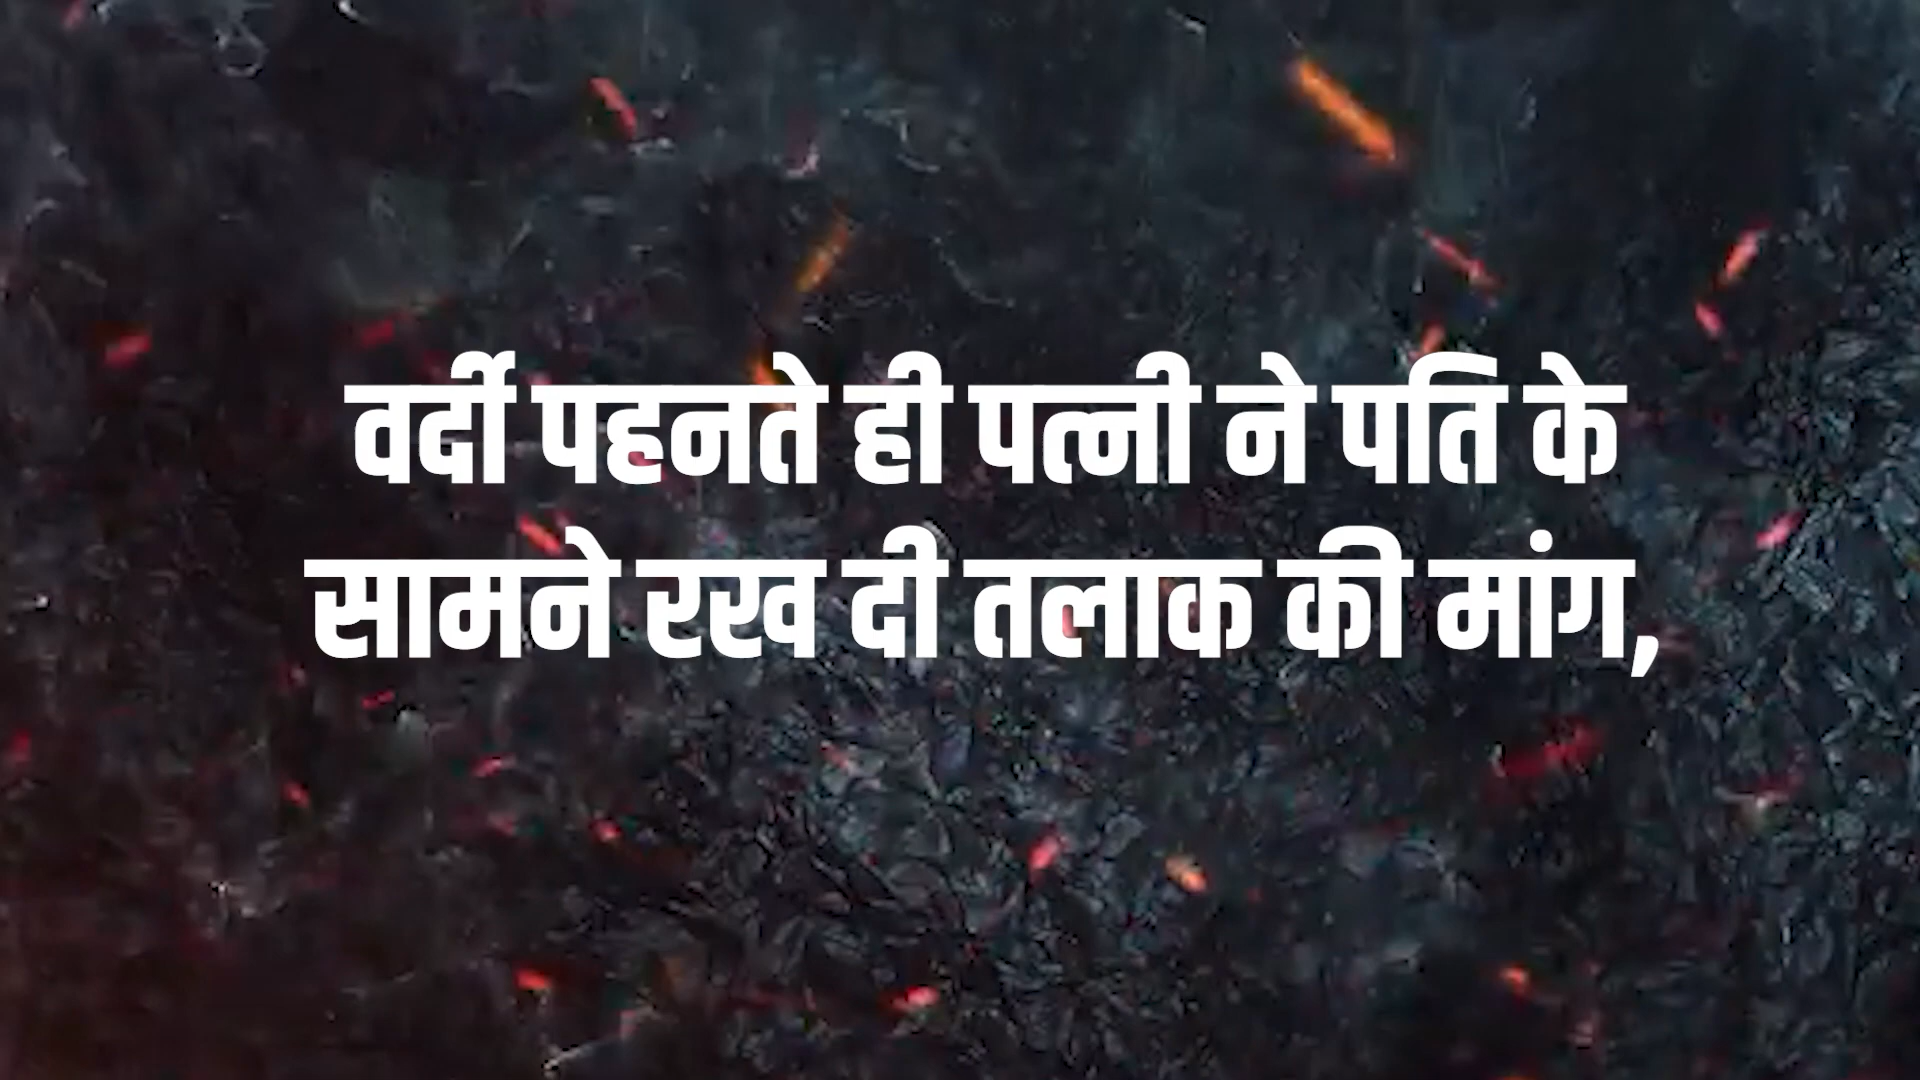 वर्दी पहनते ही पत्नी ने पति के
सामने रख दी तलाक की मांग,